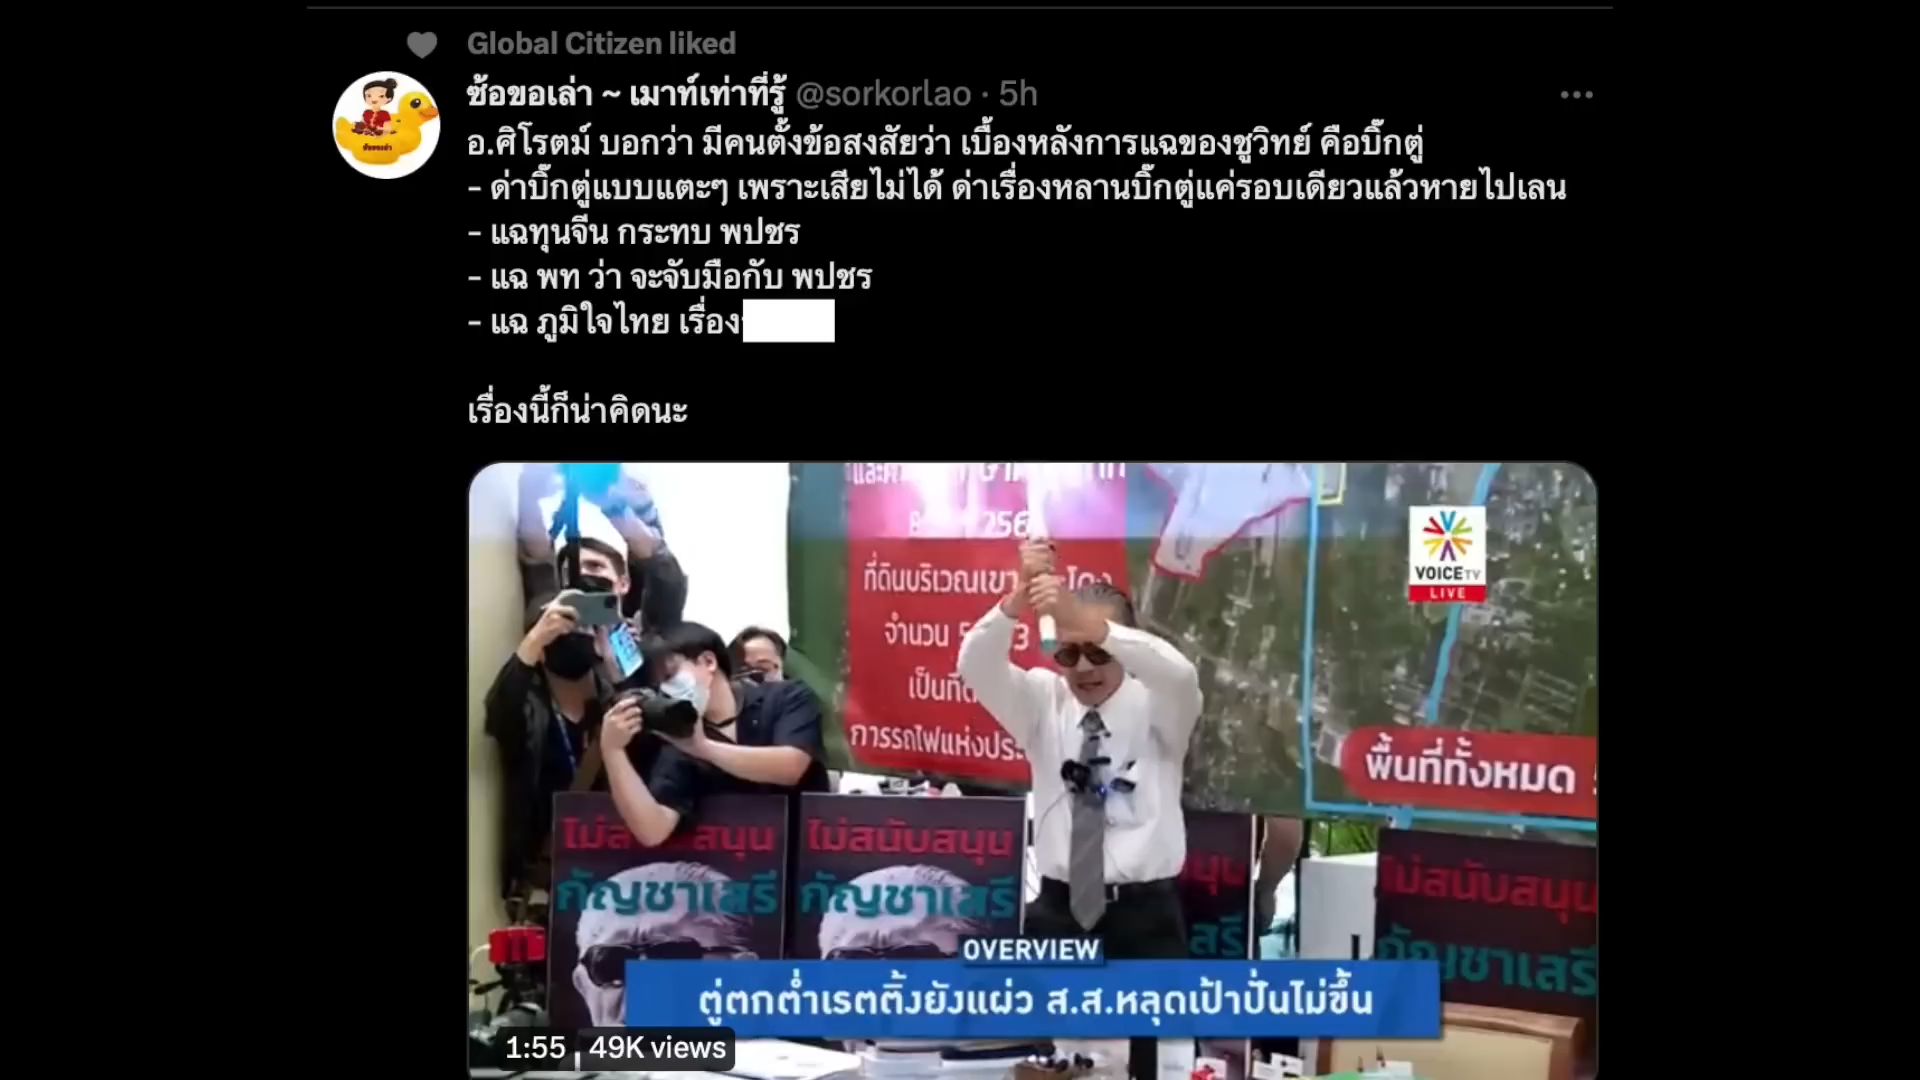 Global Citizen liked
ซ้อขอเล่า ~ เมาท์เท่าที่รู้ @sorkorlao · 5h
อ.ศิโรตม์ บอกว่า มีคนตั้งข้อสงสัยว่า เบื้องหลังการแฉของชูวิทย์ คือบิ๊กตู่
- ด่าบิ๊กตู่แบบแตะๆ เพราะเสียไม่ได้ ด่าเรื่องหลานบิ๊กตู่แค่รอบเดียวแล้วหายไปเลน
- แฉทุนจีน กระทบ พปชร
- แฉ พท ว่า จะจับมือกับ พปชร
- แฉ ภูมิใจไทย เรื่อง
เรื่องนี้ก็น่าคิดนะ
VOICE TV
LIVE
ที่ดินบริเวณเขา
จำนวน
การรถไฟแห่งประ
พื้นที่ทั้งหมด
ไม่สนับสนุน
กัญชาเสรี
ไม่สนับสนุน
กัญชาเสรี
ไม่สนับสนุน
กัญชาเสรี
OVERVIEW
ตู่ตกต่ำเรตติ้งยังแผ่ว ส.ส.หลุดเป้าปั่นไม่ขึ้น
1:55
49K views